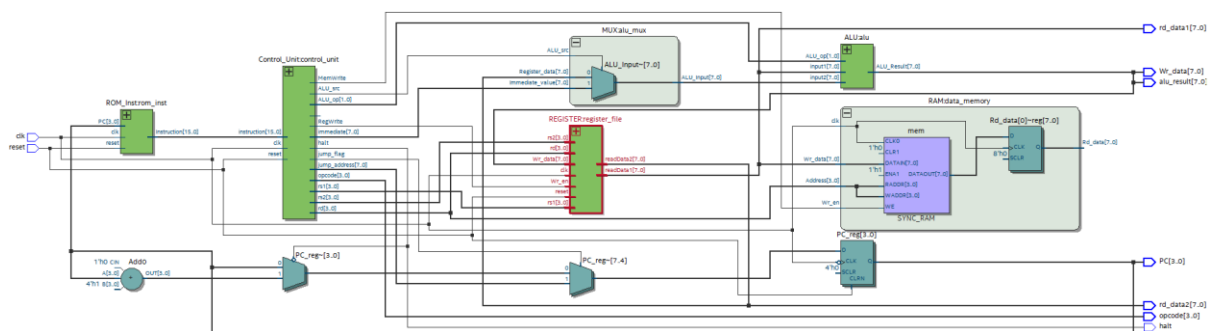 MUX:alu_mux
ALU:alu
rd_data1[7..0]
Control_Unit:control_unit
ALU_src
ALU_Input~[7..0]
ALU_op[1..0]
input1[7..0]
input2[7..0]
ALU_Result[7..0]
Wr_data[7..0]
alu_result[7..0]
Register_data[7..0] 0
Immediate_value[7..0] 1
ALU_Input[7..0]
MemWrite
ALU_src
ALU_op[1..0]
RegWrite
immediate[7..0]
halt
jump_flag
jump_address[7..0]
opcode[3..0]
rs1[3..0]
rs2[3..0]
rd[3..0]
instruction[15..0]
clk
reset
ROM_Inst:rom_inst
PC[3..0]
clk
reset
instruction[15..0]
clk
reset
REGISTER:register_file
rs2[3..0]
rd[3..0]
Wr_data[7..0]
clk
Wr_en
reset
rs1[3..0]
readData2[7..0]
readData1[7..0]
RAM:data_memory
clk
mem
Rd_data[0]~reg[7..0]
1'h0
CLK0
CLR1
Wr_data[7..0]
DATAIN[7..0]
1'h1
ENA1
DATAOUT[7..0]
Address[3..0]
RADDR[3..0]
WADDR[3..0]
Wr_en
WE
SYNC_RAM
D
CLK
8'h0
SCLR
Q
Rd_data[7..0]
Add0
1'h0 CIN
A[3..0]
4'h1 B[3..0]
OUT[3..0]
PC_reg~[3..0]
0
1
PC_reg~[7..4]
0
1
PC_reg[3..0]
D
CLK
4'h0
SCLR
CLRN
Q
PC[3..0]
rd_data2[7..0]
opcode[3..0]
halt